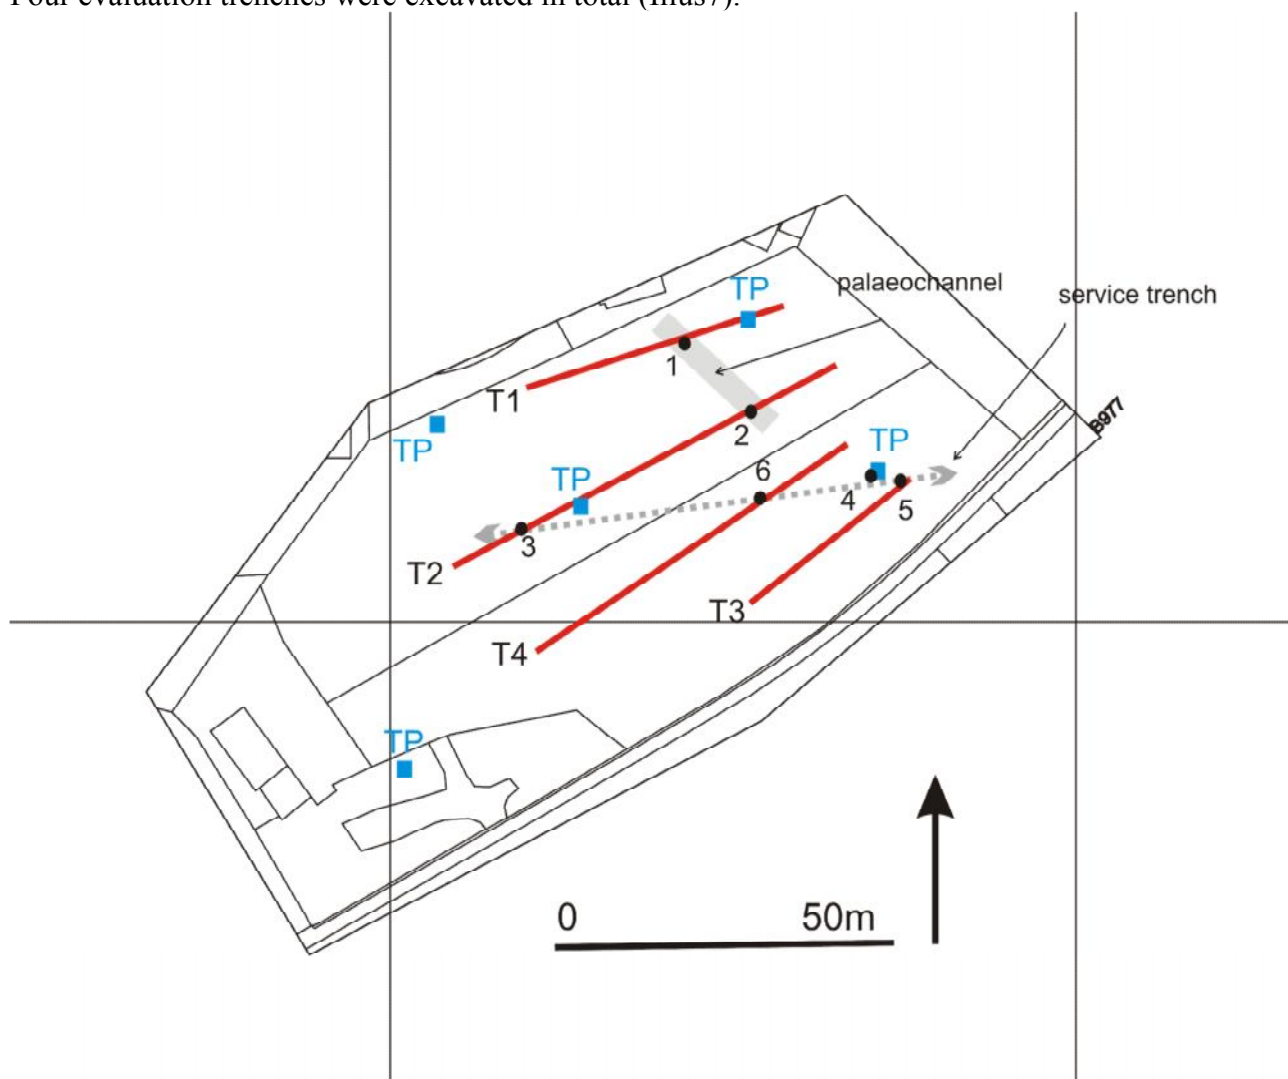 Four evaluation trenches were excavated in total (Illus7).
palaeochannel
service trench
TP
1
T1
B977
TP
2
TP
TP
6
4
5
3
T2
T3
T4
TP
0 50m